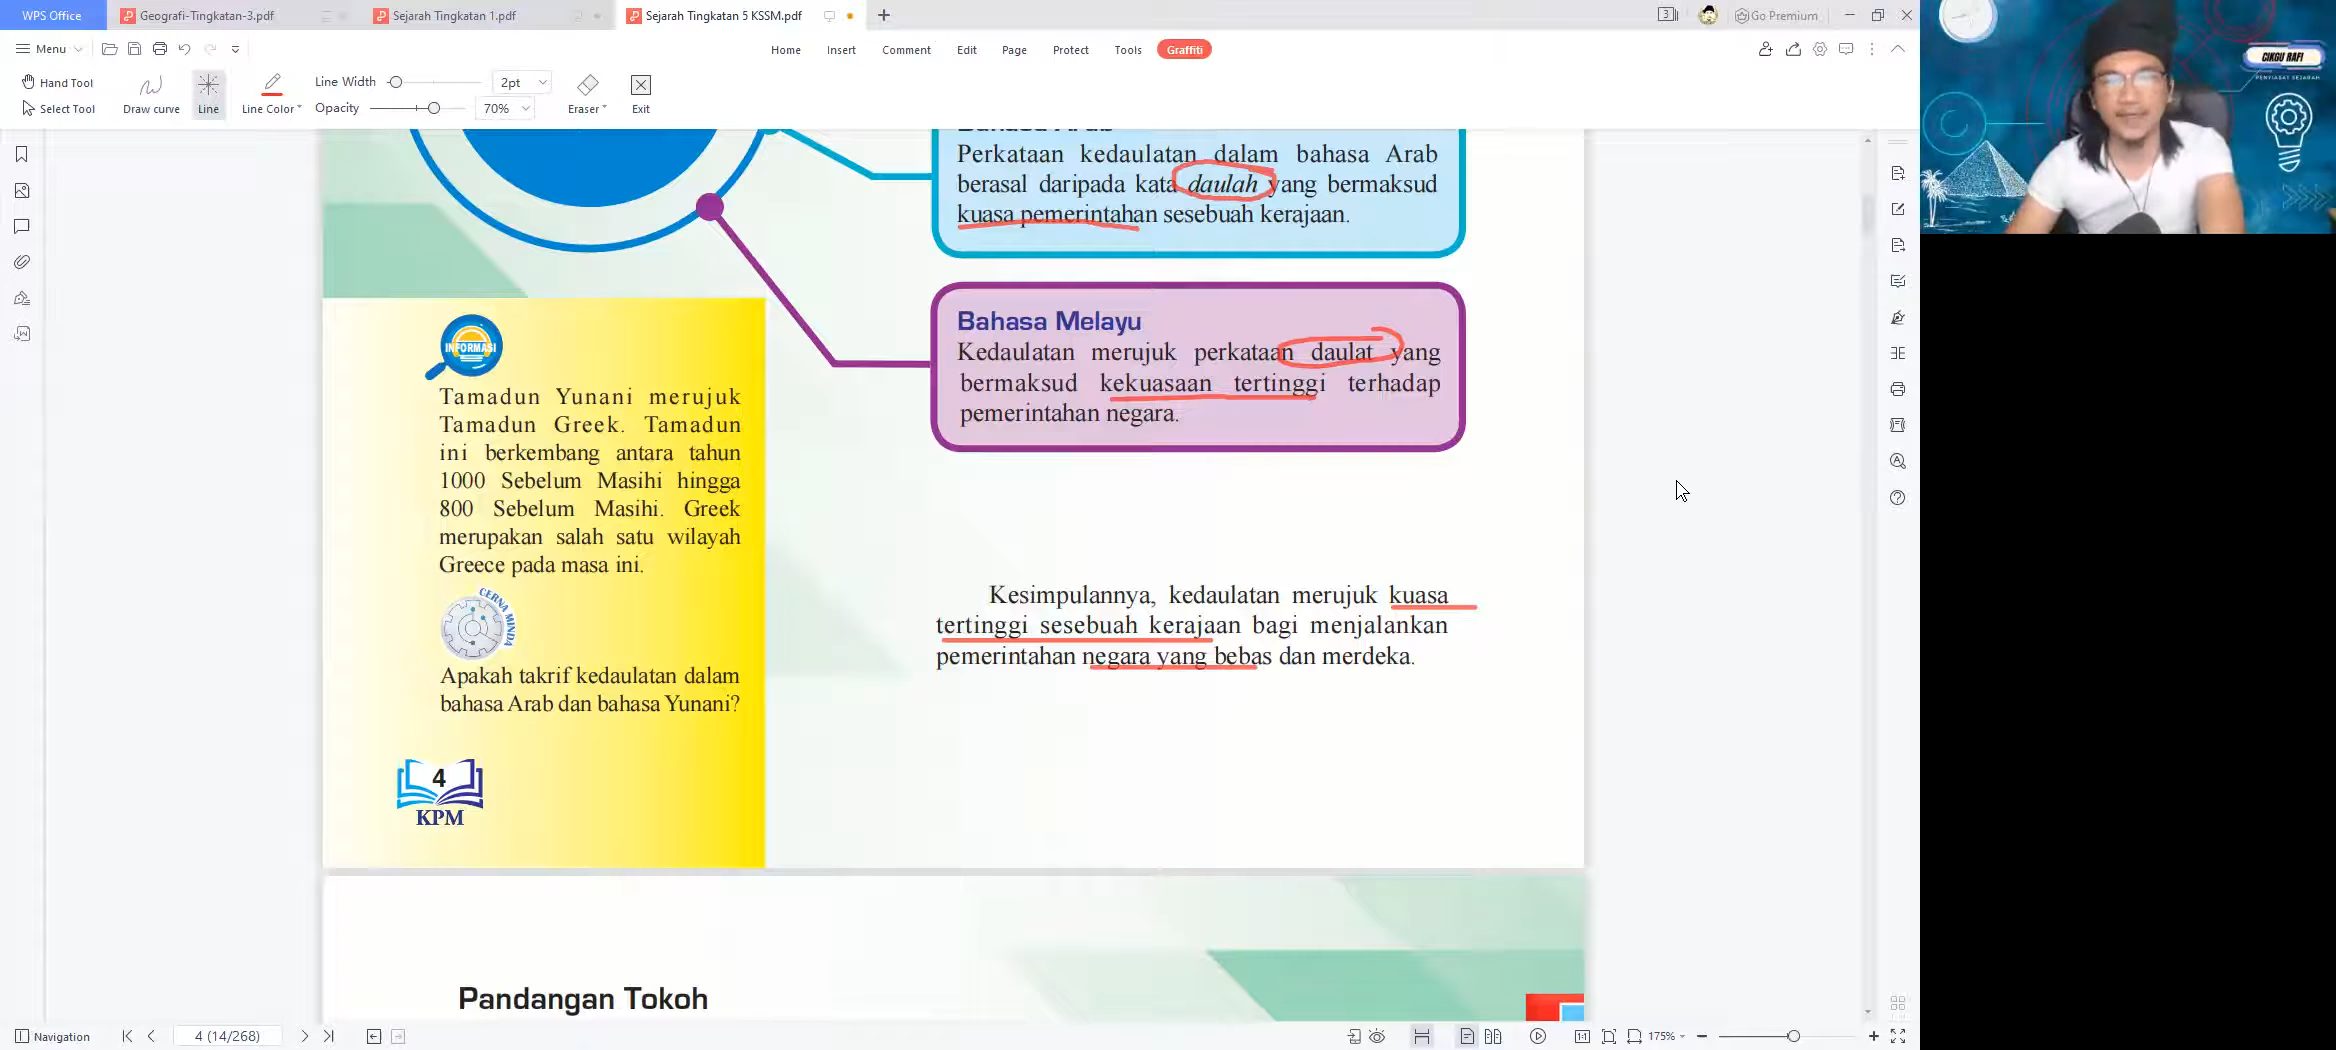 WPS Office
Geografi-Tingkatan-3.pdf
Sejarah Tingkatan 1.pdf
Sejarah Tingkatan 5 KSSM.pdf
3
Go Premium
Menu
Home
Insert
Comment
Edit
Page
Protect
Tools
Graffiti
Hand Tool
Select Tool
Draw curve
Line
Line Color
Line Width
2pt
Opacity
70%
Eraser
Exit
CIKGU RAFI
PENYIASAT SEJARAH
Perkataan kedaulatan dalam bahasa Arab
berasal daripada kata daulah yang bermaksud
kuasa pemerintahan sesebuah kerajaan.
Bahasa Melayu
Kedaulatan merujuk perkataan daulat yang
bermaksud kekuasaan tertinggi terhadap
pemerintahan negara.
INFORMASI
Tamadun Yunani merujuk
Tamadun Greek. Tamadun
ini berkembang antara tahun
1000 Sebelum Masihi hingga
800 Sebelum Masihi. Greek
merupakan salah satu wilayah
Greece pada masa ini.
CERNA MINDA
Apakah takrif kedaulatan dalam
bahasa Arab dan bahasa Yunani?
4
KPM
Kesimpulannya, kedaulatan merujuk kuasa
tertinggi sesebuah kerajaan bagi menjalankan
pemerintahan negara yang bebas dan merdeka.
Pandangan Tokoh
Navigation
4 (14/268)
1:1
175%